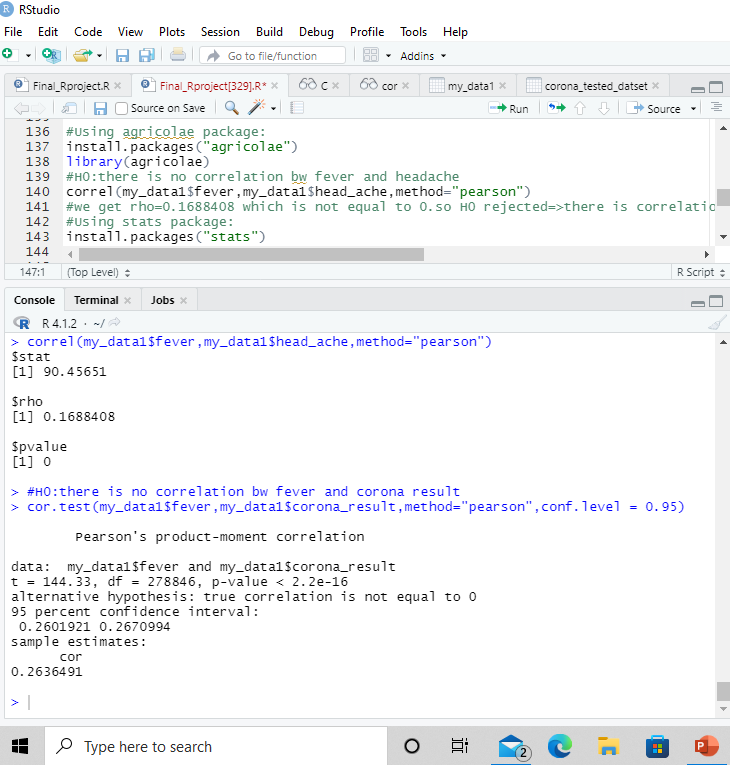 RStudio
File Edit Code View Plots Session Build Debug Profile Tools Help
Go to file/function Addins
Final_Rproject.R Final_Rproject[329].R* C cor my_data1 corona_tested_datset
Source on Save Run Source
136 #Using agricolae package:
137 install.packages("agricolae")
138 library(agricolae)
139 #H0:there is no correlation bw fever and headache
140 correl(my_data1$fever,my_data1$head_ache,method="pearson")
141 #we get rho=0.1688408 which is not equal to 0.so H0 rejected=>there is correlatio
142 #Using stats package:
143 install.packages("stats")
144
147:1 (Top Level) R Script
Console Terminal Jobs
R R 4.1.2 · ~/
> correl(my_data1$fever,my_data1$head_ache,method="pearson")
$stat
[1] 90.45651
$rho
[1] 0.1688408
$pvalue
[1] 0
> #H0:there is no correlation bw fever and corona result
> cor.test(my_data1$fever,my_data1$corona_result,method="pearson",conf.level = 0.95)
Pearson's product-moment correlation
data: my_data1$fever and my_data1$corona_result
t = 144.33, df = 278846, p-value < 2.2e-16
alternative hypothesis: true correlation is not equal to 0
95 percent confidence interval:
0.2601921 0.2670994
sample estimates:
cor
0.2636491
>
Type here to search 2 P